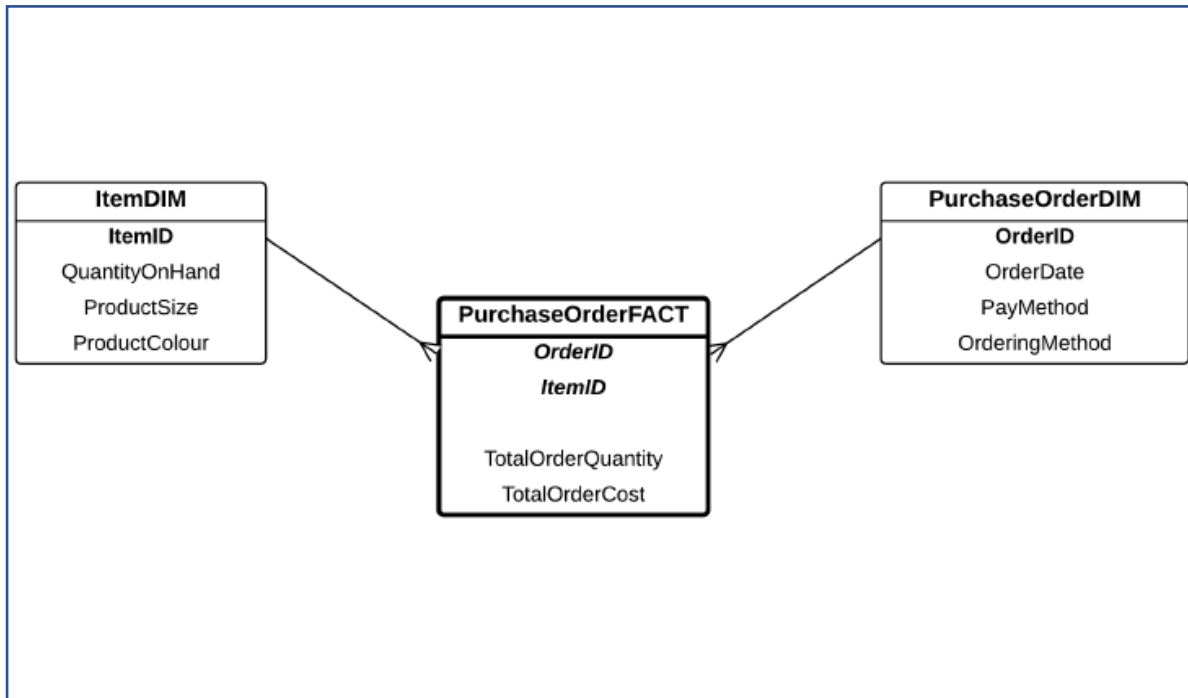 ItemDIM
ItemID
QuantityOnHand
ProductSize
ProductColour
PurchaseOrderFACT
OrderID
ItemID
TotalOrderQuantity
TotalOrderCost
PurchaseOrderDIM
OrderID
OrderDate
PayMethod
OrderingMethod